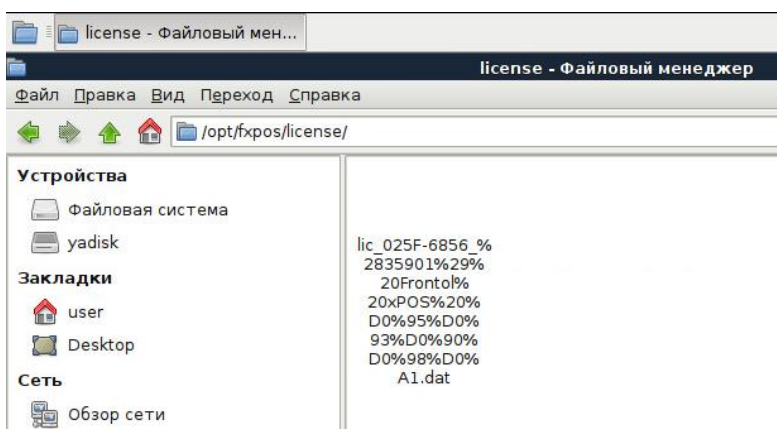 license - Файловый мен...
license - Файловый менеджер
Файл Правка Вид Переход Справка
/opt/fxpos/license/
Устройства
Файловая система
yadisk
Закладки
user
Desktop
Сеть
Обзор сети
lic_025F-6856_%
2835901%29%
20Frontol%
20xPOS%20%
D0%95%D0%
93%D0%90%
D0%98%D0%
A1.dat